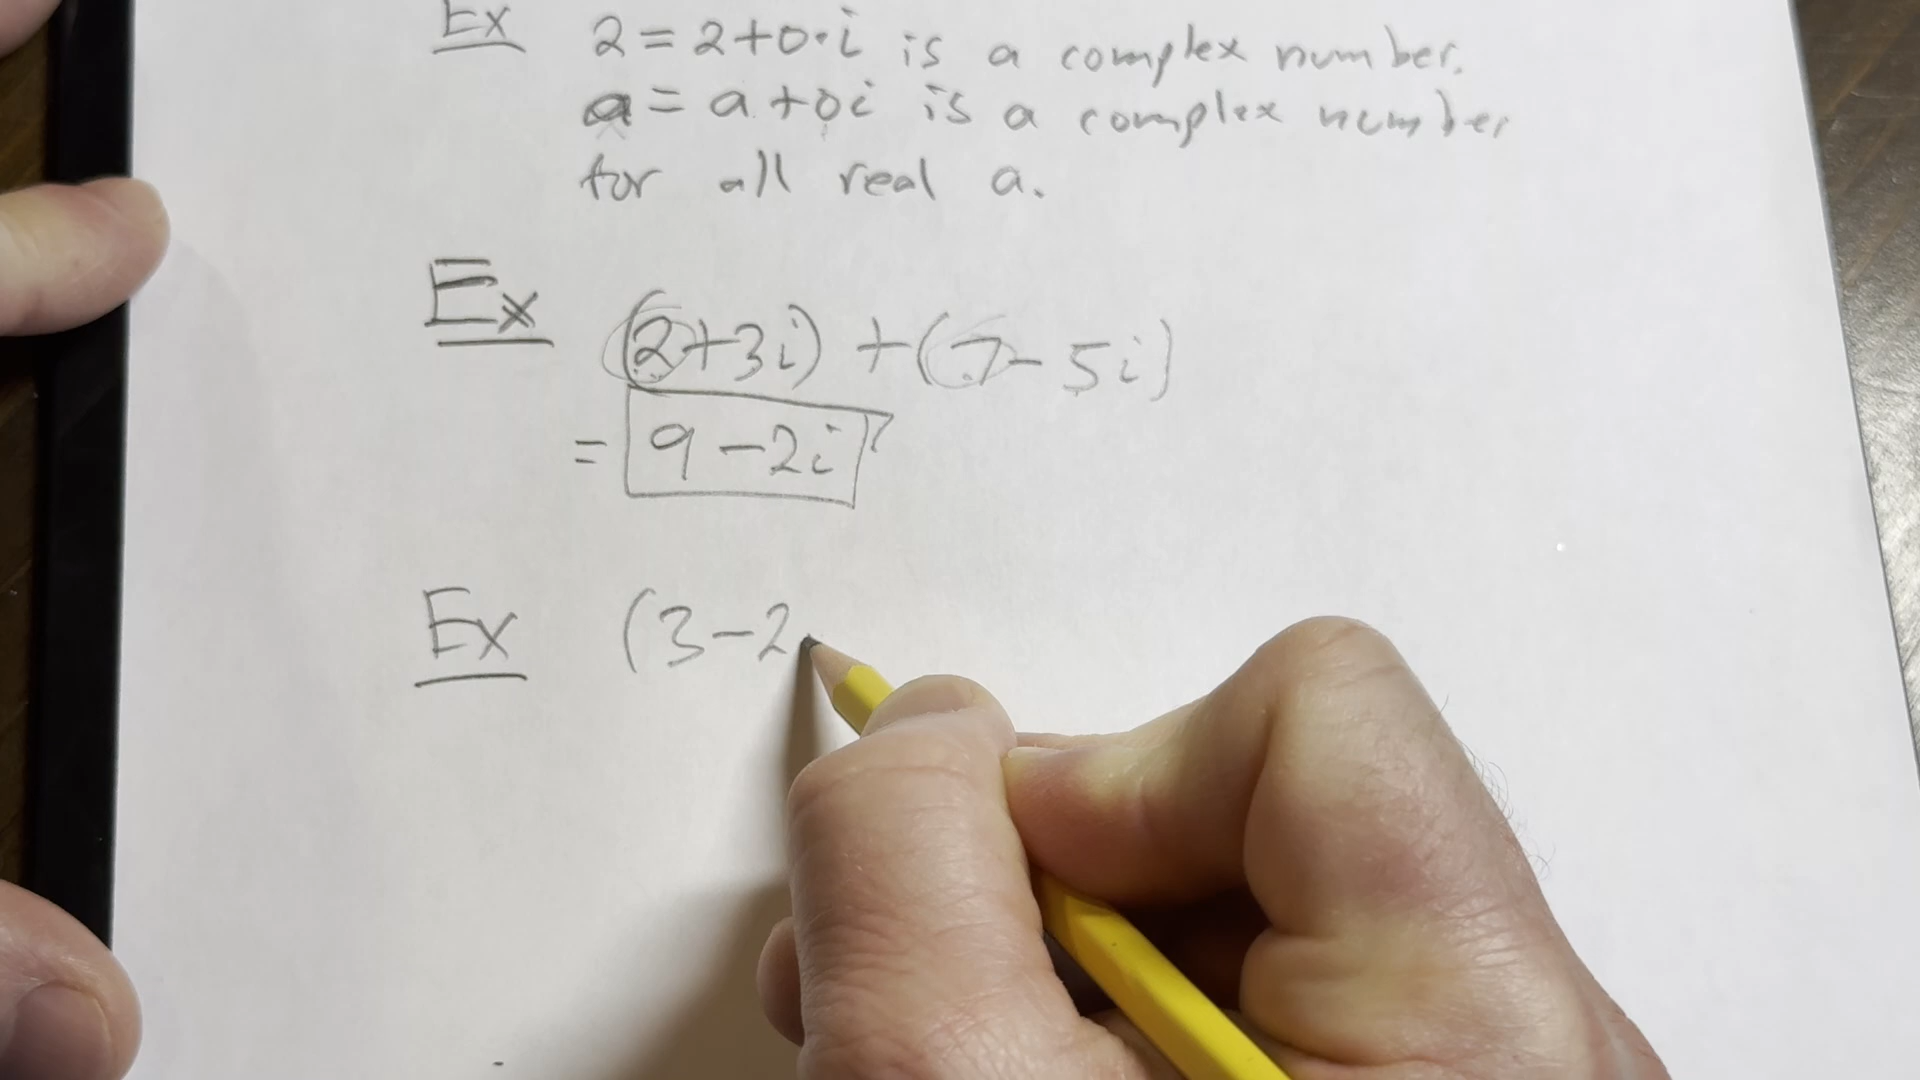 Ex 2 = 2 + 0·i is a complex number.
a = a + 0i is a complex number
for all real a.
Ex (2+3i) + (7-5i)
= 9-2i
Ex (3-2